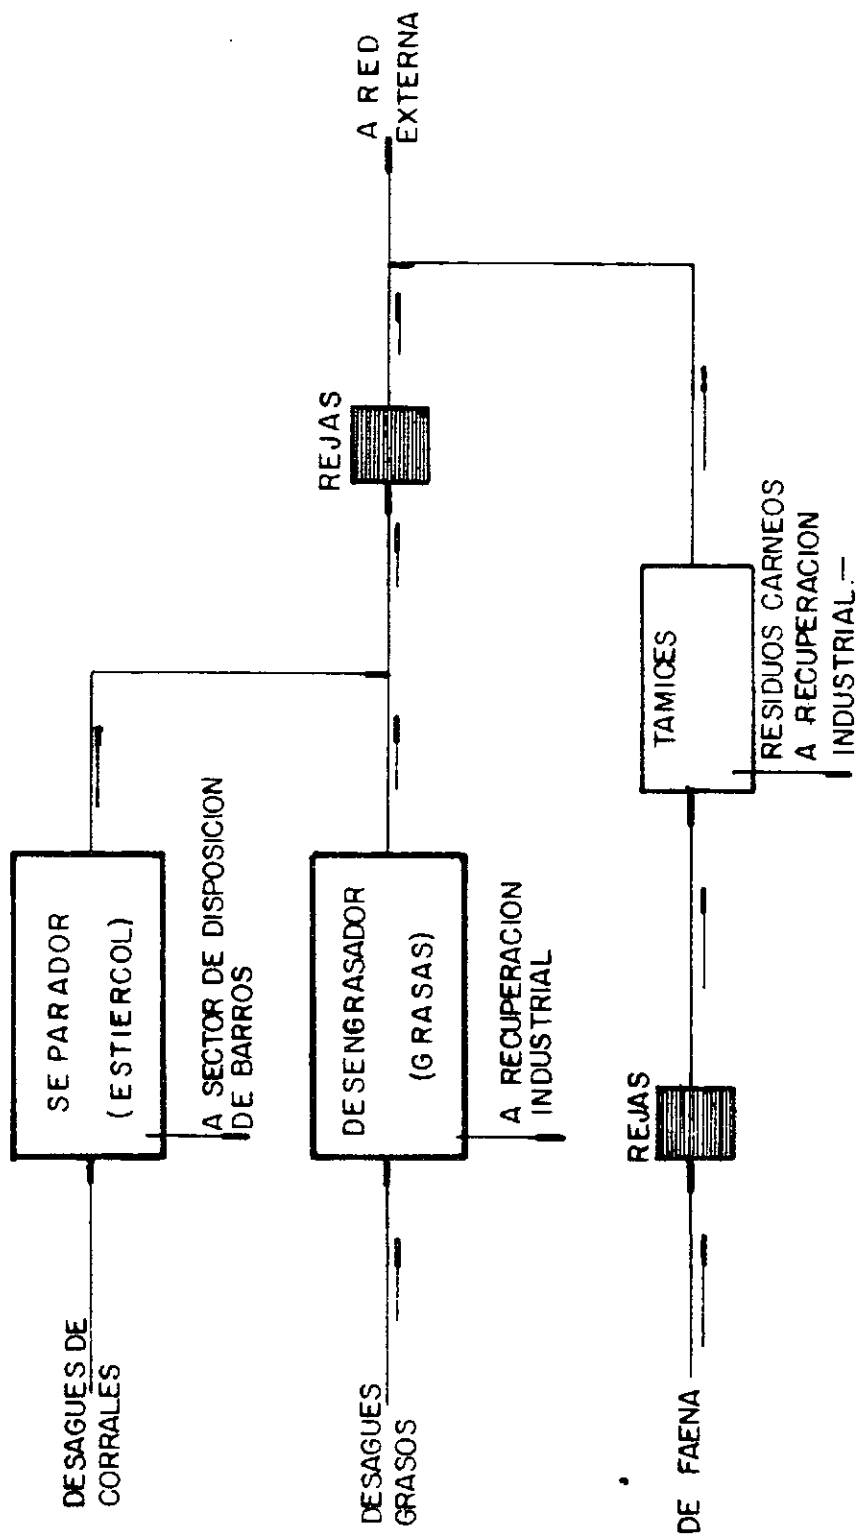 DESAGUES DE
CORRALES
SEPARADOR
(ESTIERCOL)
A SECTOR DE DISPOSICION
DE BARROS
DESAGUES
GRASOS
DESENGRASADOR
(GRASAS)
A RECUPERACION
INDUSTRIAL
REJAS
A RED
EXTERNA
DE FAENA
REJAS
TAMICES
RESIDUOS CARNEOS
A RECUPERACION
INDUSTRIAL.—